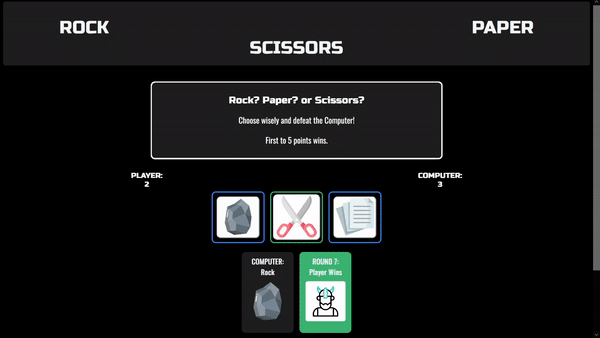 ROCK
PAPER
SCISSORS
Rock? Paper? or Scissors?
Choose wisely and defeat the Computer!
First to 5 points wins.
PLAYER:
2
COMPUTER:
3
COMPUTER:
Rock
ROUND 7:
Player Wins